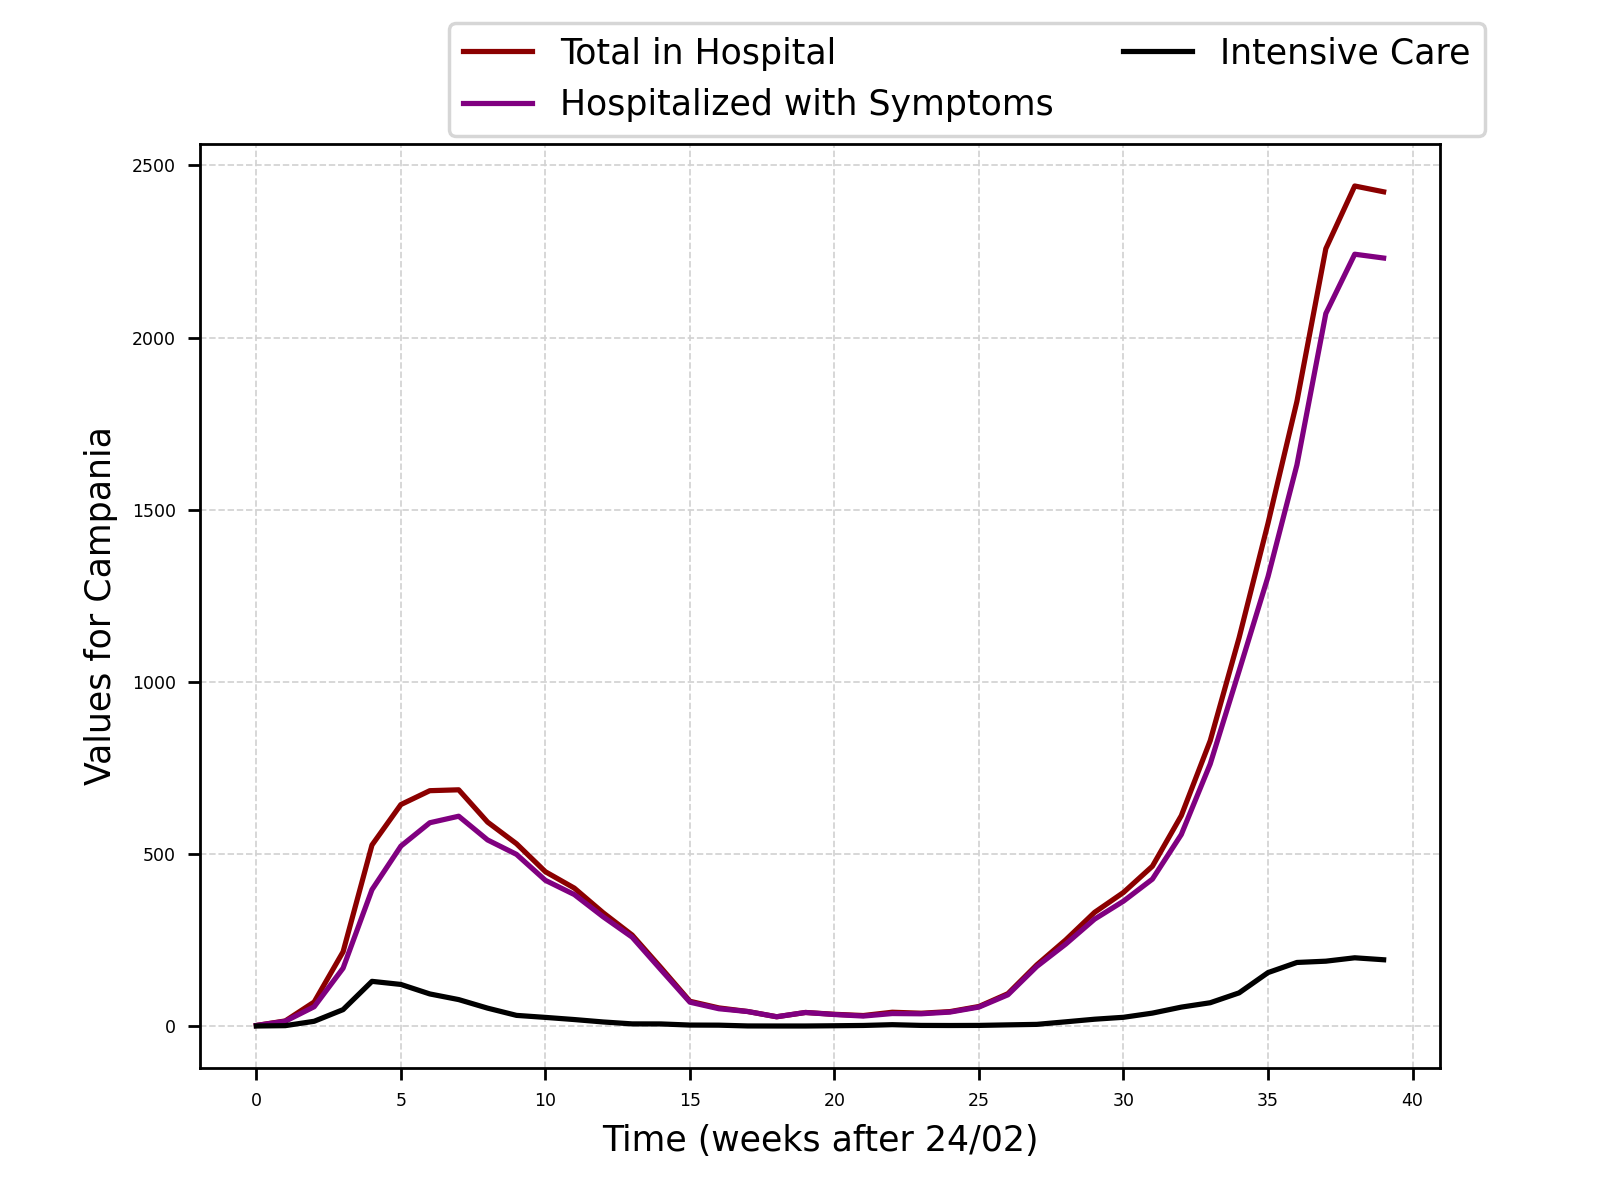 Total in Hospital
Hospitalized with Symptoms
Intensive Care
2500
2000
1500
1000
500
0
Values for Campania
0 5 10 15 20 25 30 35 40
Time (weeks after 24/02)